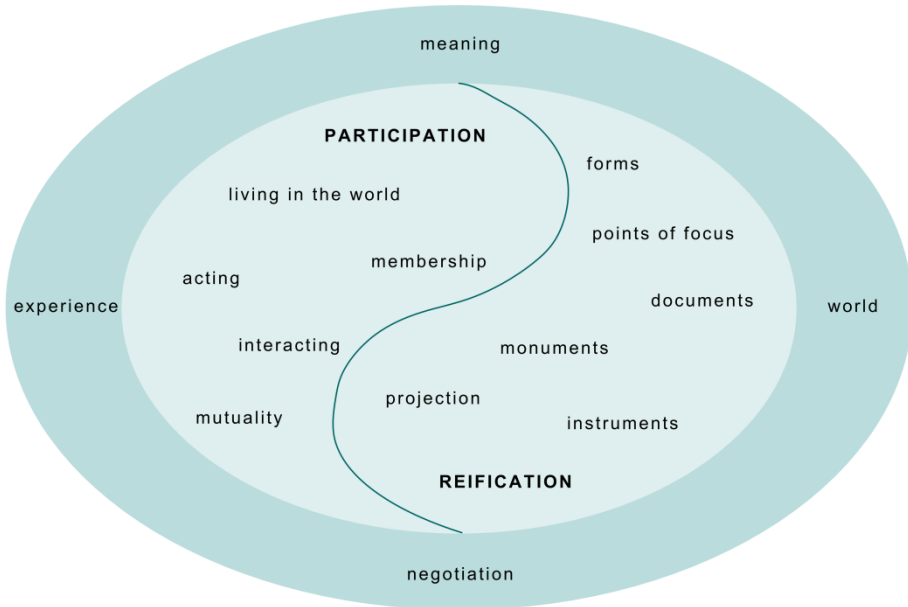 meaning
PARTICIPATION
forms
living in the world
points of focus
membership
acting
documents
experience
world
interacting
monuments
projection
mutuality
instruments
REIFICATION
negotiation